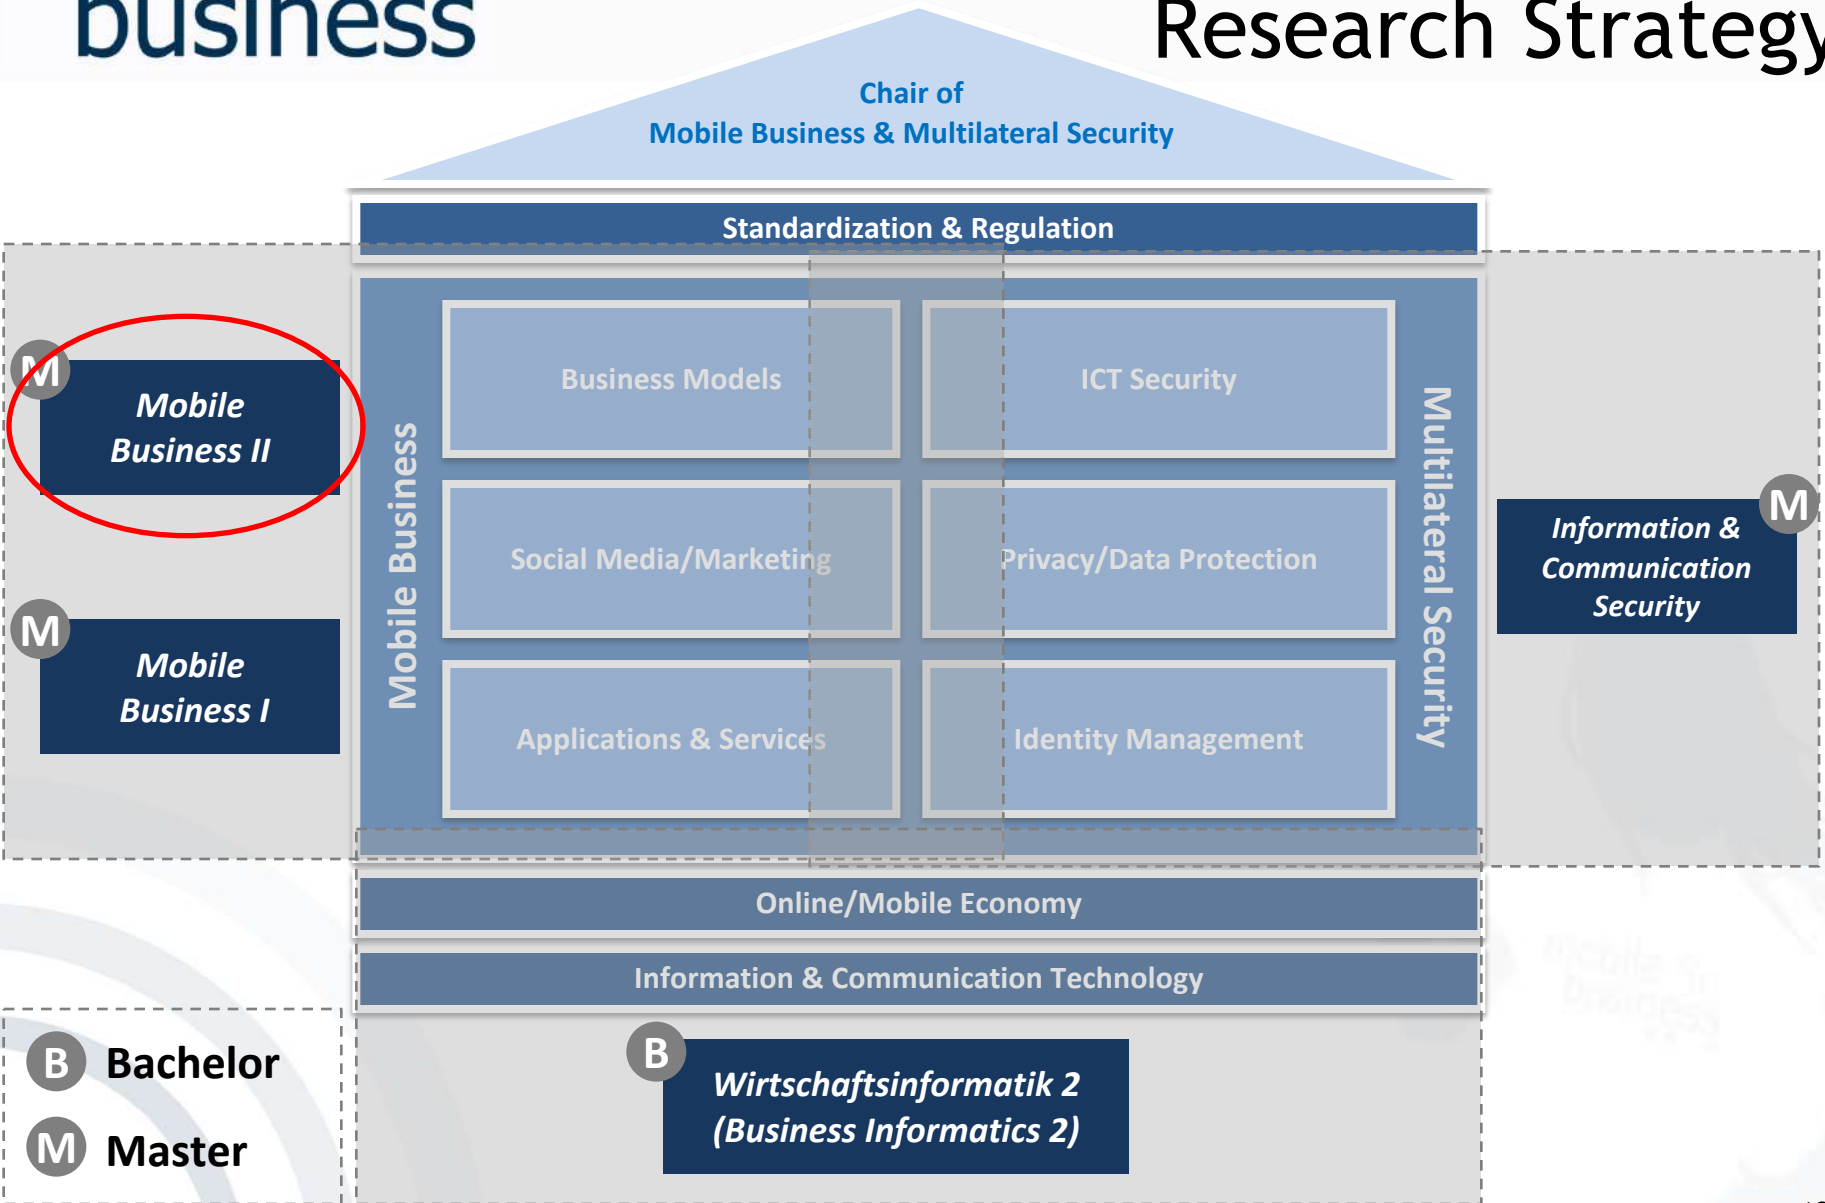 business
Research Strategy
Chair of
Mobile Business & Multilateral Security
Standardization & Regulation
M
Mobile
Business II
M
Mobile
Business I
Mobile Business
Business Models
ICT Security
Social Media/Marketing
Privacy/Data Protection
Applications & Services
Identity Management
Multilateral Security
M
Information &
Communication
Security
Online/Mobile Economy
Information & Communication Technology
B
Wirtschaftsinformatik 2
(Business Informatics 2)
B Bachelor
M Master
mobile
business